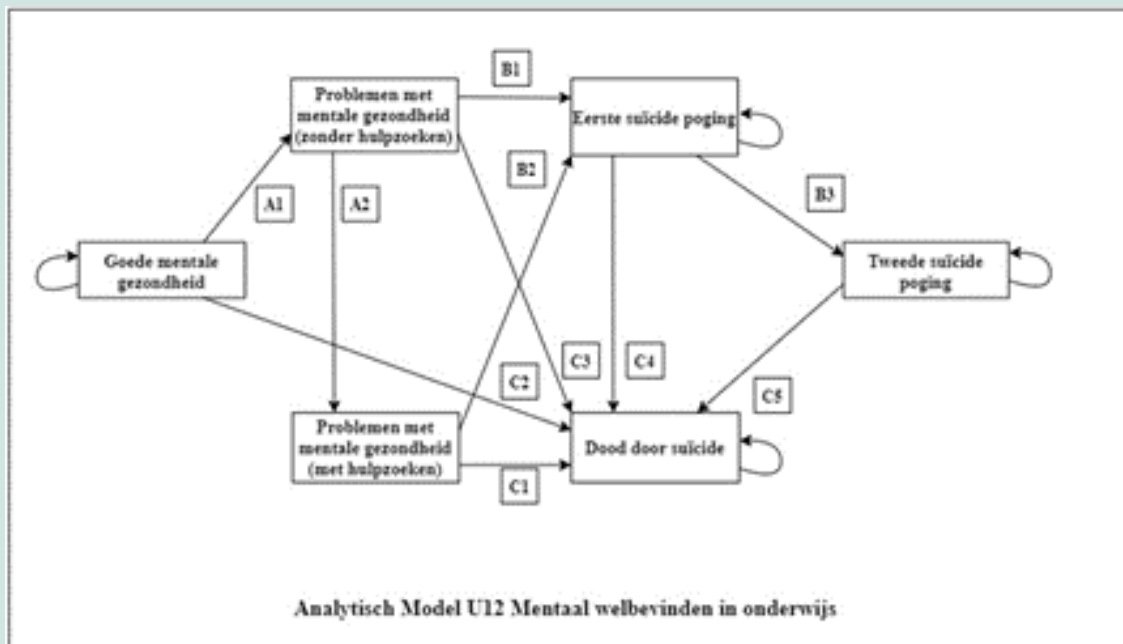 B1
Problemen met
mentale gezondheid
(zonder hulpzoeken)
Eerste suïcide poging
B2
A1
A2
B3
Goede mentale
gezondheid
Tweede suïcide
poging
C3
C4
C2
C5
Problemen met
mentale gezondheid
(met hulpzoeken)
Dood door suïcide
C1
Analytisch Model U12 Mentaal welbevinden in onderwijs